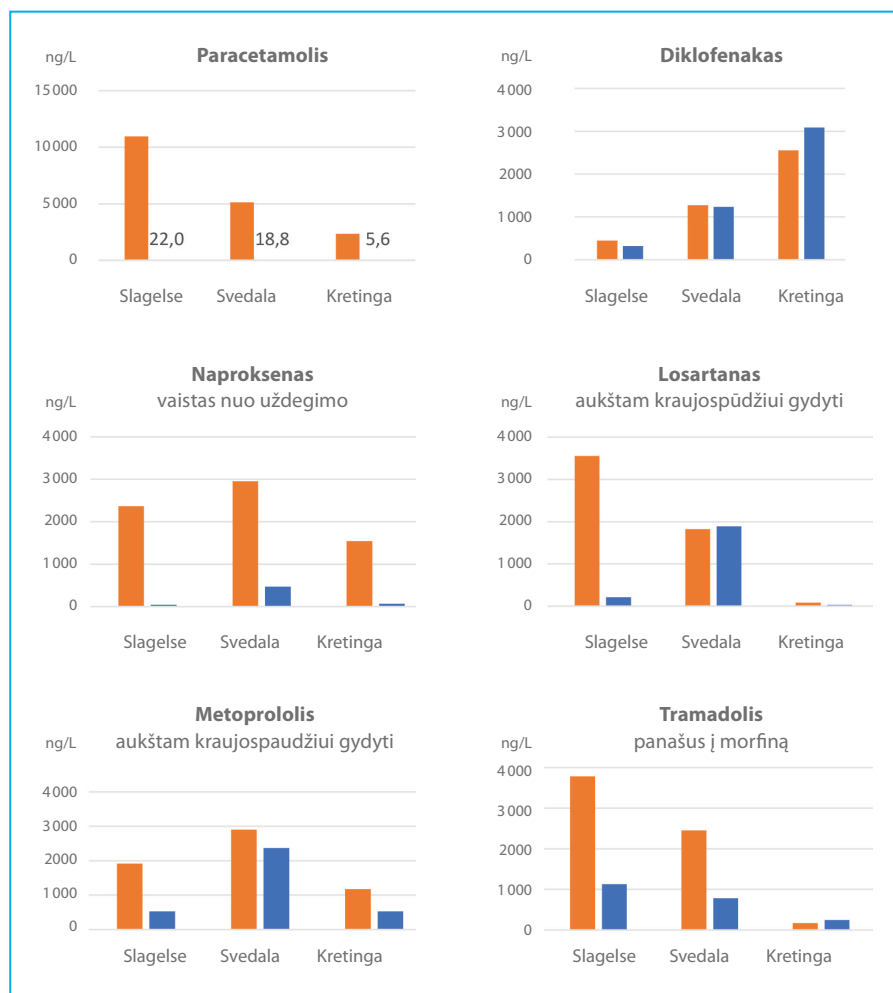 Paracetamolis
ng/L
15 000
10 000
5 000
0
22,0
18,8
5,6
Slagelse Svedala Kretinga
Diklofenakas
ng/L
4 000
3 000
2000
1 000
0
Slagelse Svedala Kretinga
Naproksenas
vaistas nuo uždegimo
ng/L
4 000
3 000
2000
1 000
0
Slagelse Svedala Kretinga
Losartanas
aukštam kraujospūdžiui gydyti
ng/L
4 000
3 000
2000
1 000
0
Slagelse Svedala Kretinga
Metoprololis
aukštam kraujospaudžiui gydyti
ng/L
4000
3 000
2000
1 000
0
Slagelse Svedala Kretinga
Tramadolis
panašus į morfiną
ng/L
4 000
3 000
2000
1 000
0
Slagelse Svedala Kretinga